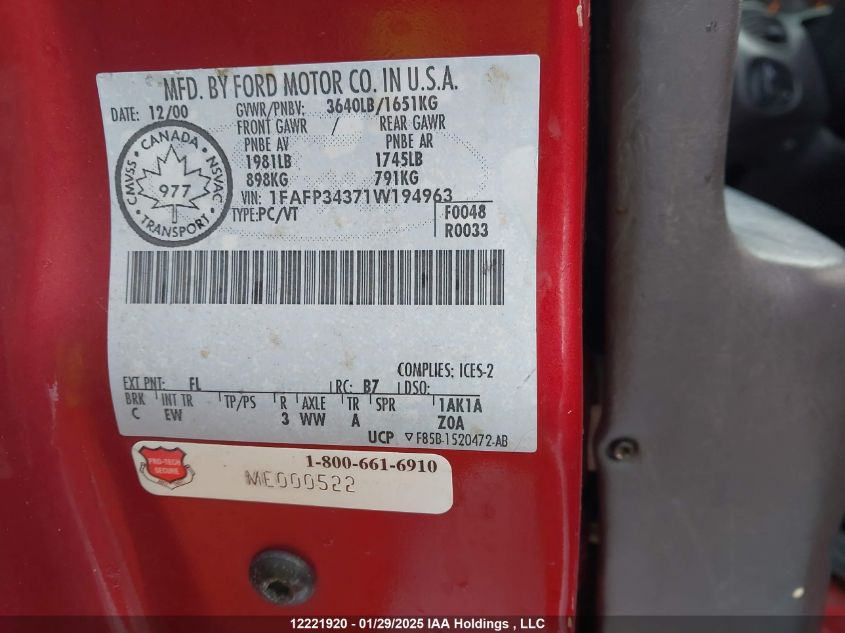 MFD. BY FORD MOTOR CO. IN U.S.A.
DATE: 12/00 GVWR/PNBV: 3640LB/1651KG
FRONT GAWR / REAR GAWR
PNBE AV PNBE AR
1981LB 1745LB
898KG 791KG
VIN: 1FAFP34371W194963
TYPE:PC/VT F0048
R0033
CANADA
CMVSS NSVAC
977
TRANSPORT
COMPLIES: ICES-2
EXT PNT: FL RC: B7 DSO:
BRK INT TR TP/PS R AXLE TR SPR 1AK1A
C EW 3 WW A Z0A
UCP ▽ F85B-1520472-AB
PRO-TECH
SECURE
1-800-661-6910
ME000522
12221920 - 01/29/2025 IAA Holdings , LLC